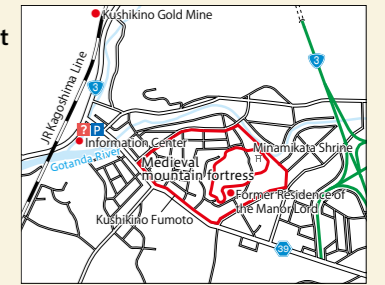 t
Kushikino Gold Mine
JR Kagoshima Line
3
3
? P
Information Center
Gotanda River
Minamikata Shrine
Medieval
mountain fortress
Former Residence of
the Manor Lord
Kushikino Fumoto
39